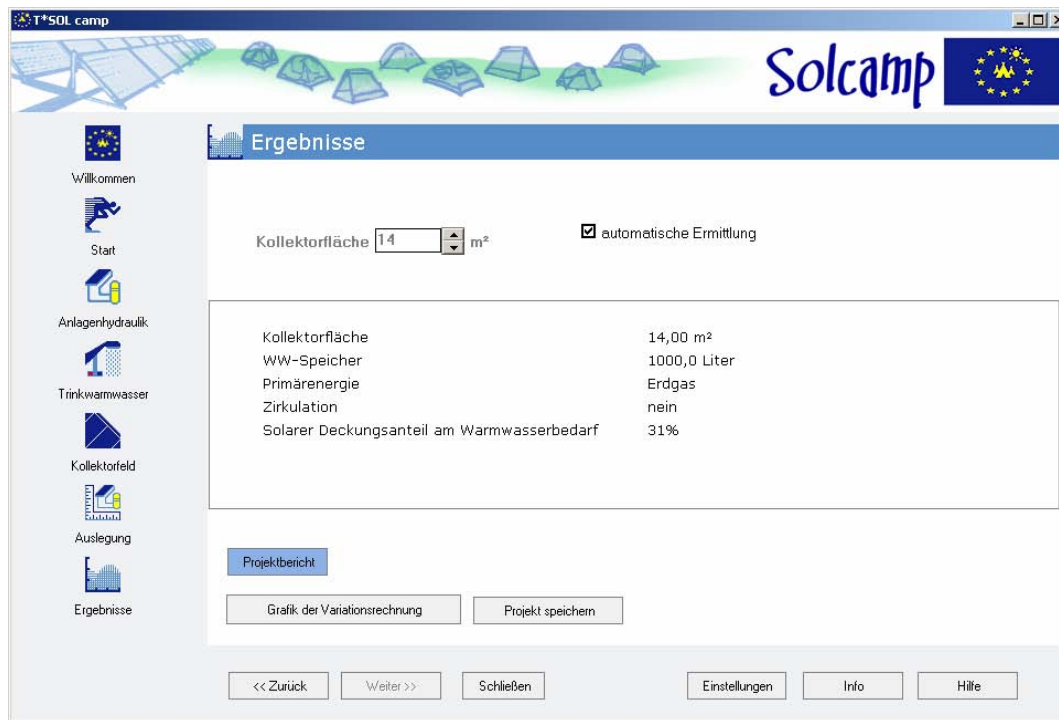 T*SOL camp
Solcamp
Willkommen
Start
Anlagenhydraulik
Trinkwarmwasser
Kollektorfeld
Auslegung
Ergebnisse
Ergebnisse
Kollektorfläche 14 m²
automatische Ermittlung
Kollektorfläche 14,00 m²
WW-Speicher 1000,0 Liter
Primärenergie Erdgas
Zirkulation nein
Solarer Deckungsanteil am Warmwasserbedarf 31%
Projektbericht
Grafik der Variationsrechnung Projekt speichern
<< Zurück Weiter >> Schließen Einstellungen Info Hilfe